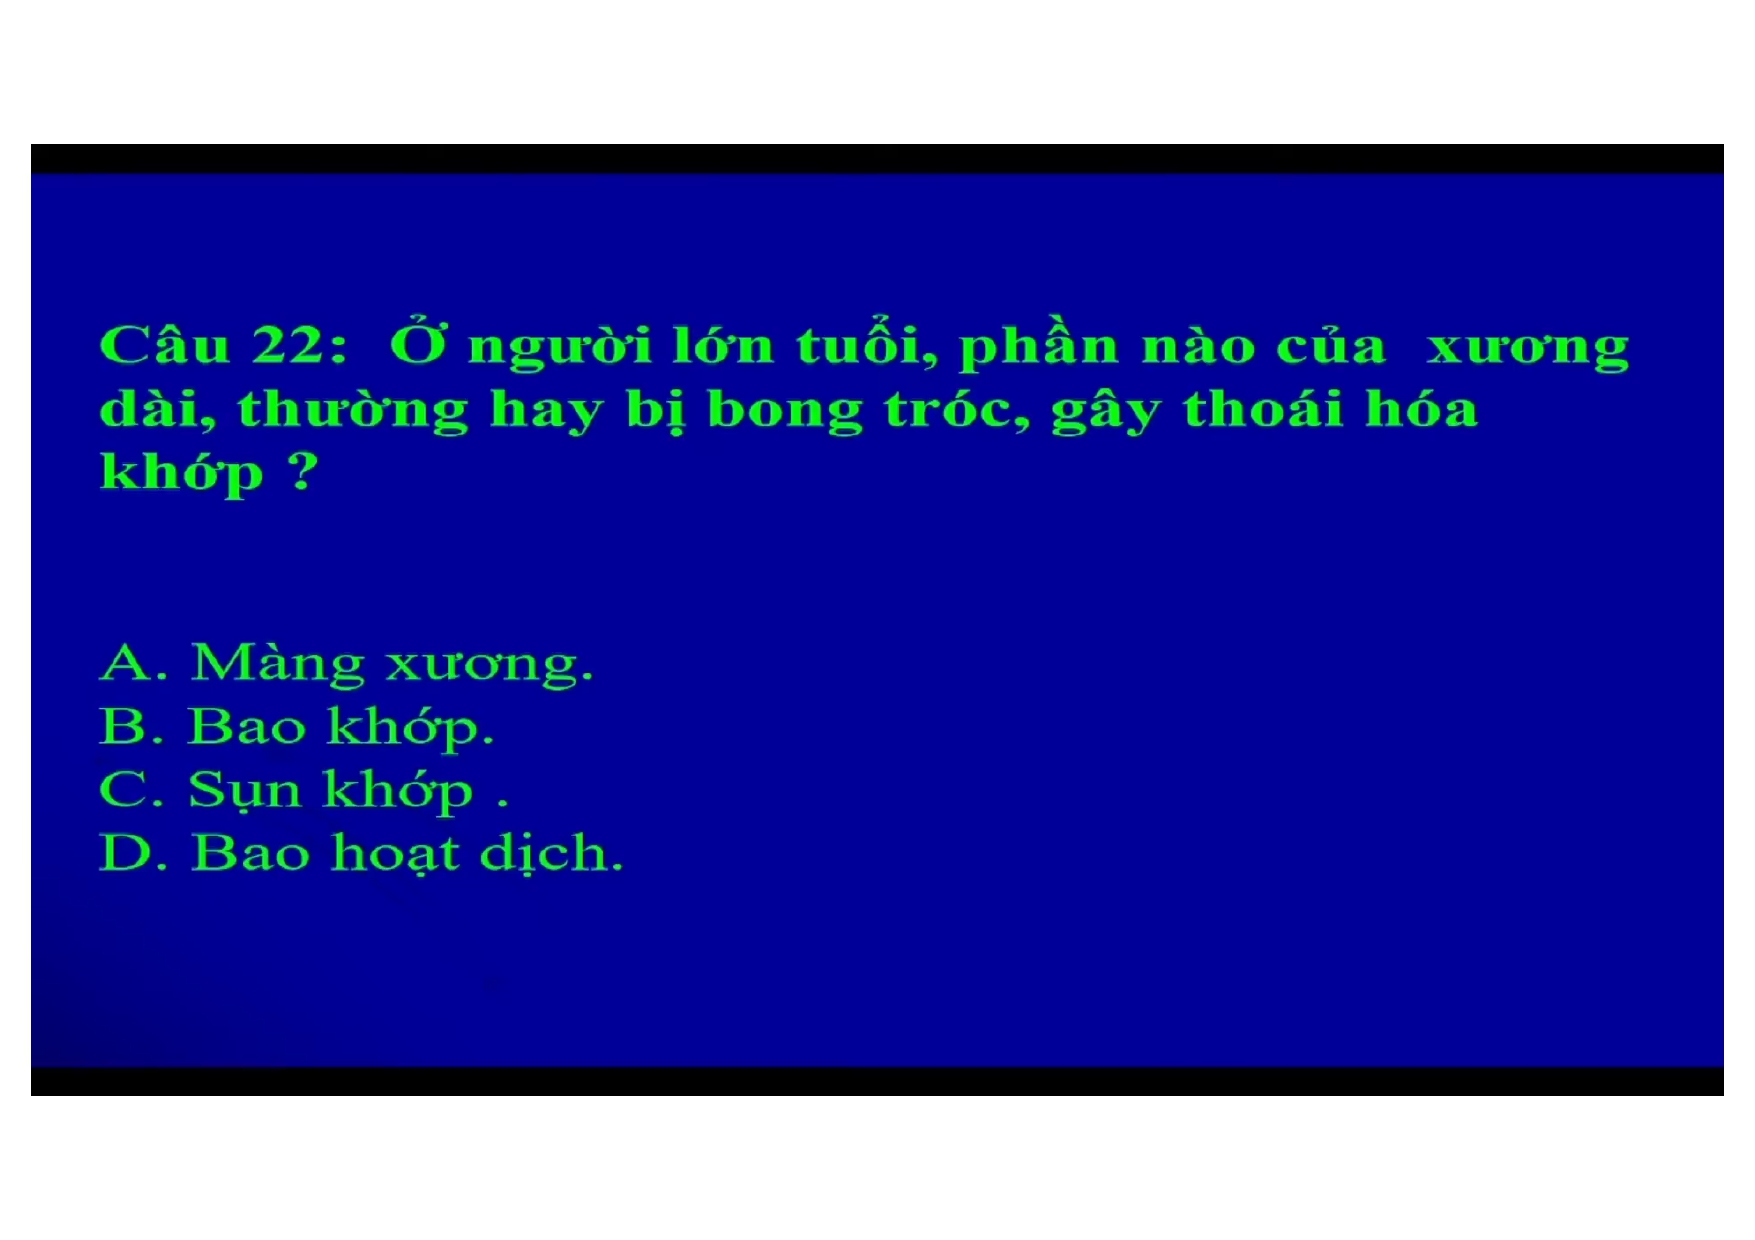 Câu 22: Ở người lớn tuổi, phần nào của xương
dài, thường hay bị bong tróc, gây thoái hóa
khớp ?
A. Màng xương.
B. Bao khớp.
C. Sụn khớp .
D. Bao hoạt dịch.